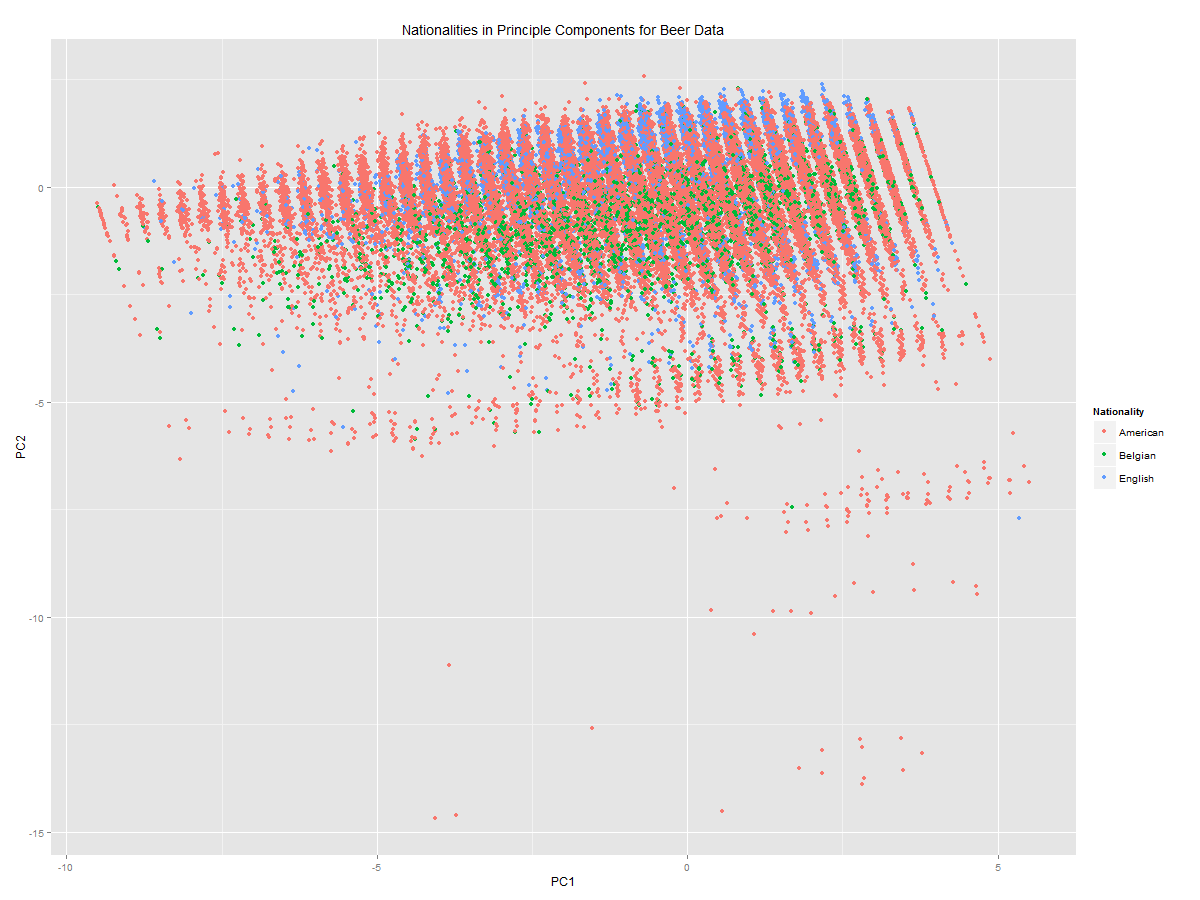 Nationalities in Principle Components for Beer Data
PC2
0
-5
-10
-15
-10
-5
0
5
PC1
Nationality
American
Belgian
English